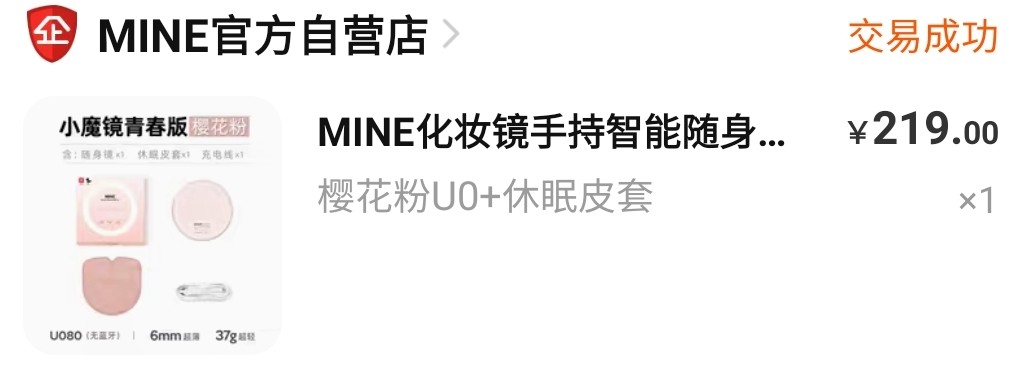 企 MINE官方自营店 交易成功
小魔镜青春版 樱花粉
含：随身镜x1 休眠皮套x1 充电线x1
MINE
U080（无蓝牙） | 6mm超薄 37g超轻
MINE化妆镜手持智能随身... ¥219.00
樱花粉U0+休眠皮套 ×1